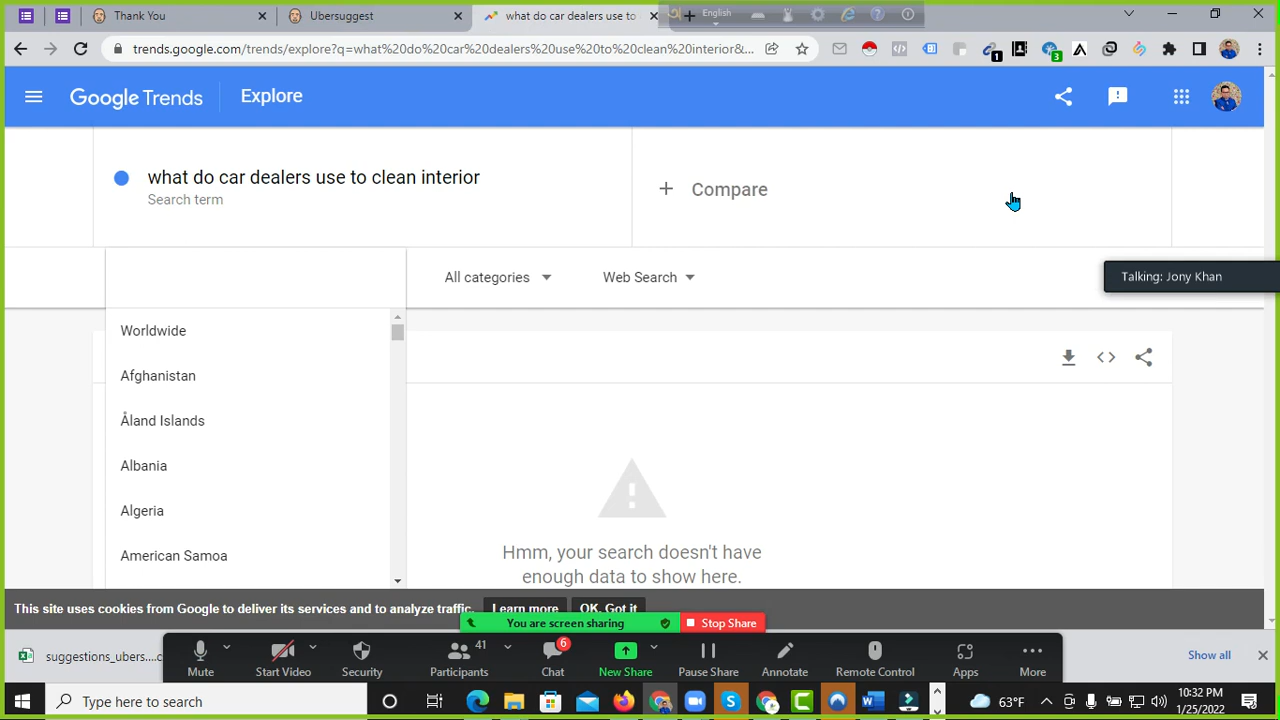 Thank You
Ubersuggest
what do car dealers use to
English
trends.google.com/trends/explore?q=what%20do%20car%20dealers%20use%20to%20clean%20interior&...
1
3
Google Trends
Explore
what do car dealers use to clean interior
Search term
+ Compare
All categories
Web Search
Talking: Jony Khan
Worldwide
Afghanistan
Åland Islands
Albania
Algeria
American Samoa
Hmm, your search doesn't have
enough data to show here.
This site uses cookies from Google to deliver its services and to analyze traffic.
Learn more
OK, Got it
You are screen sharing
Stop Share
suggestions_ubers....c
Show all
41
6
Mute
Start Video
Security
Participants
Chat
New Share
Pause Share
Annotate
Remote Control
Apps
More
Type here to search
63°F
10:32 PM
1/25/2022